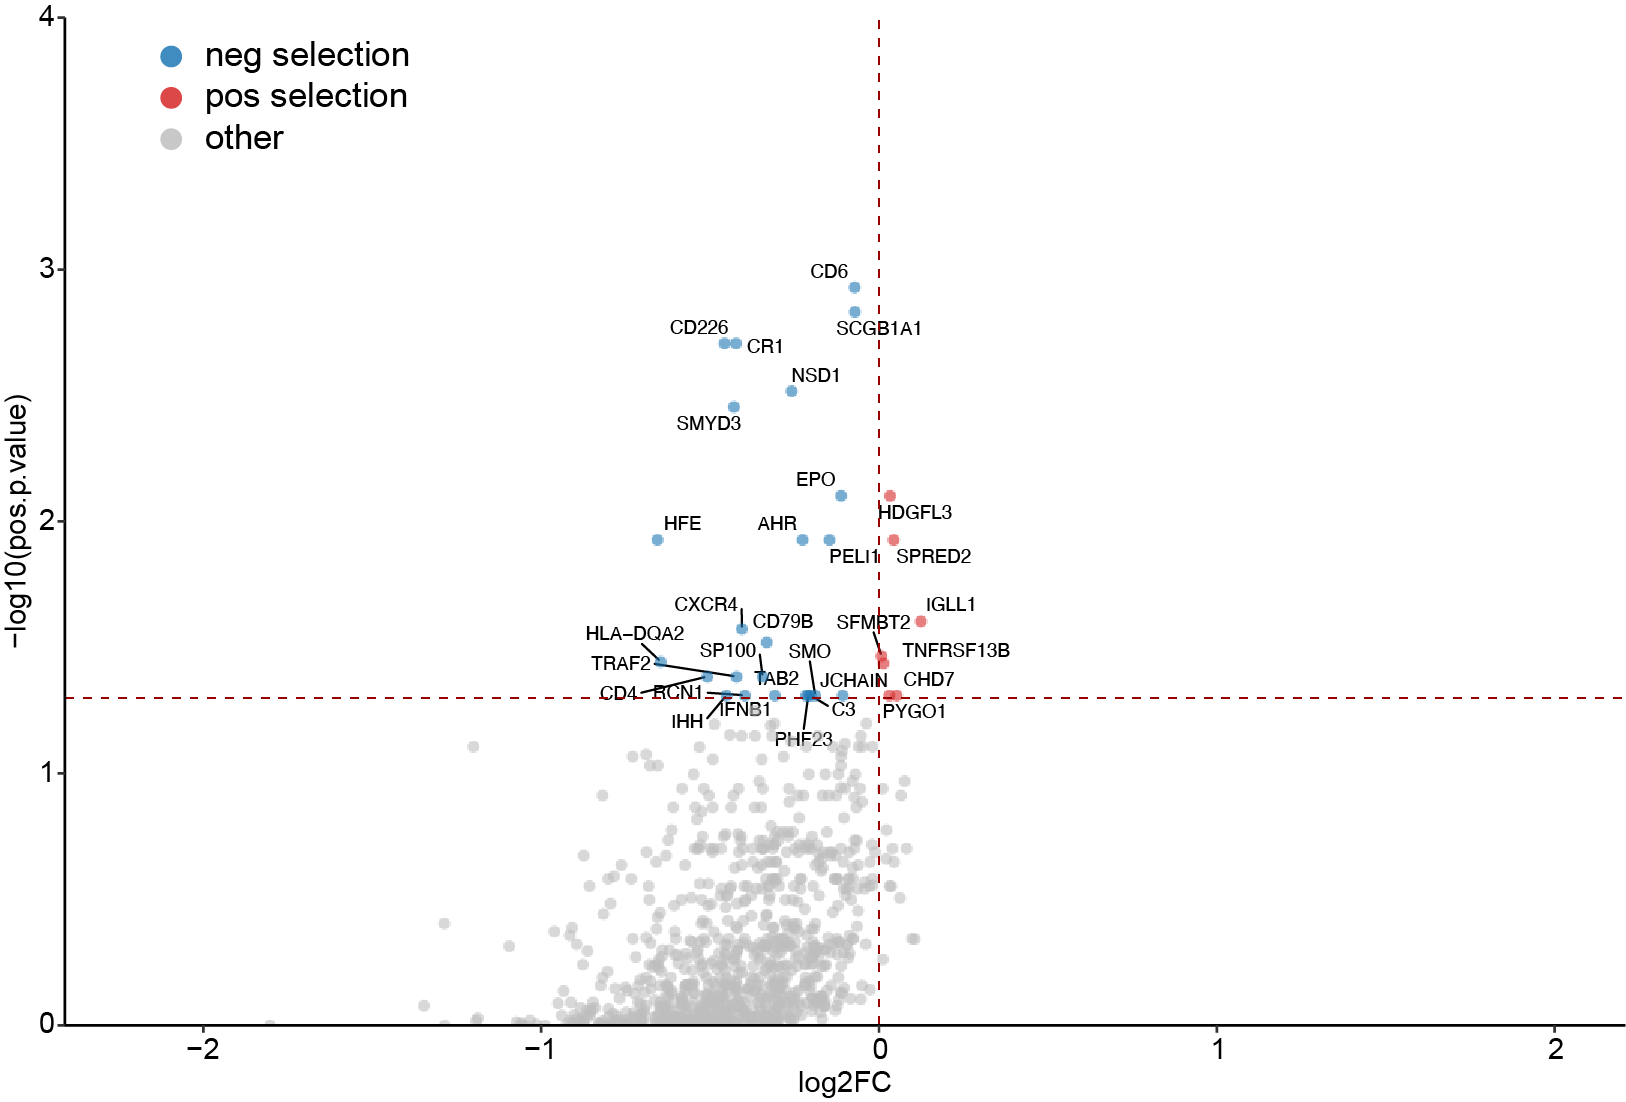 4
neg selection
pos selection
other
3
CD6
SCGB1A1
CD226
CR1
NSD1
SMYD3
EPO
HDGFL3
2
HFE
AHR
PELI1
SPRED2
CXCR4
IGLL1
CD79B
SFMBT2
HLA−DQA2
SP100
SMO
TNFRSF13B
TRAF2
TAB2
JCHAIN
CHD7
CD4
RCN1
IFNB1
C3
PYGO1
IHH
PHF23
1
0
−2
−1
0
1
2
log2FC
−log10(pos.p.value)